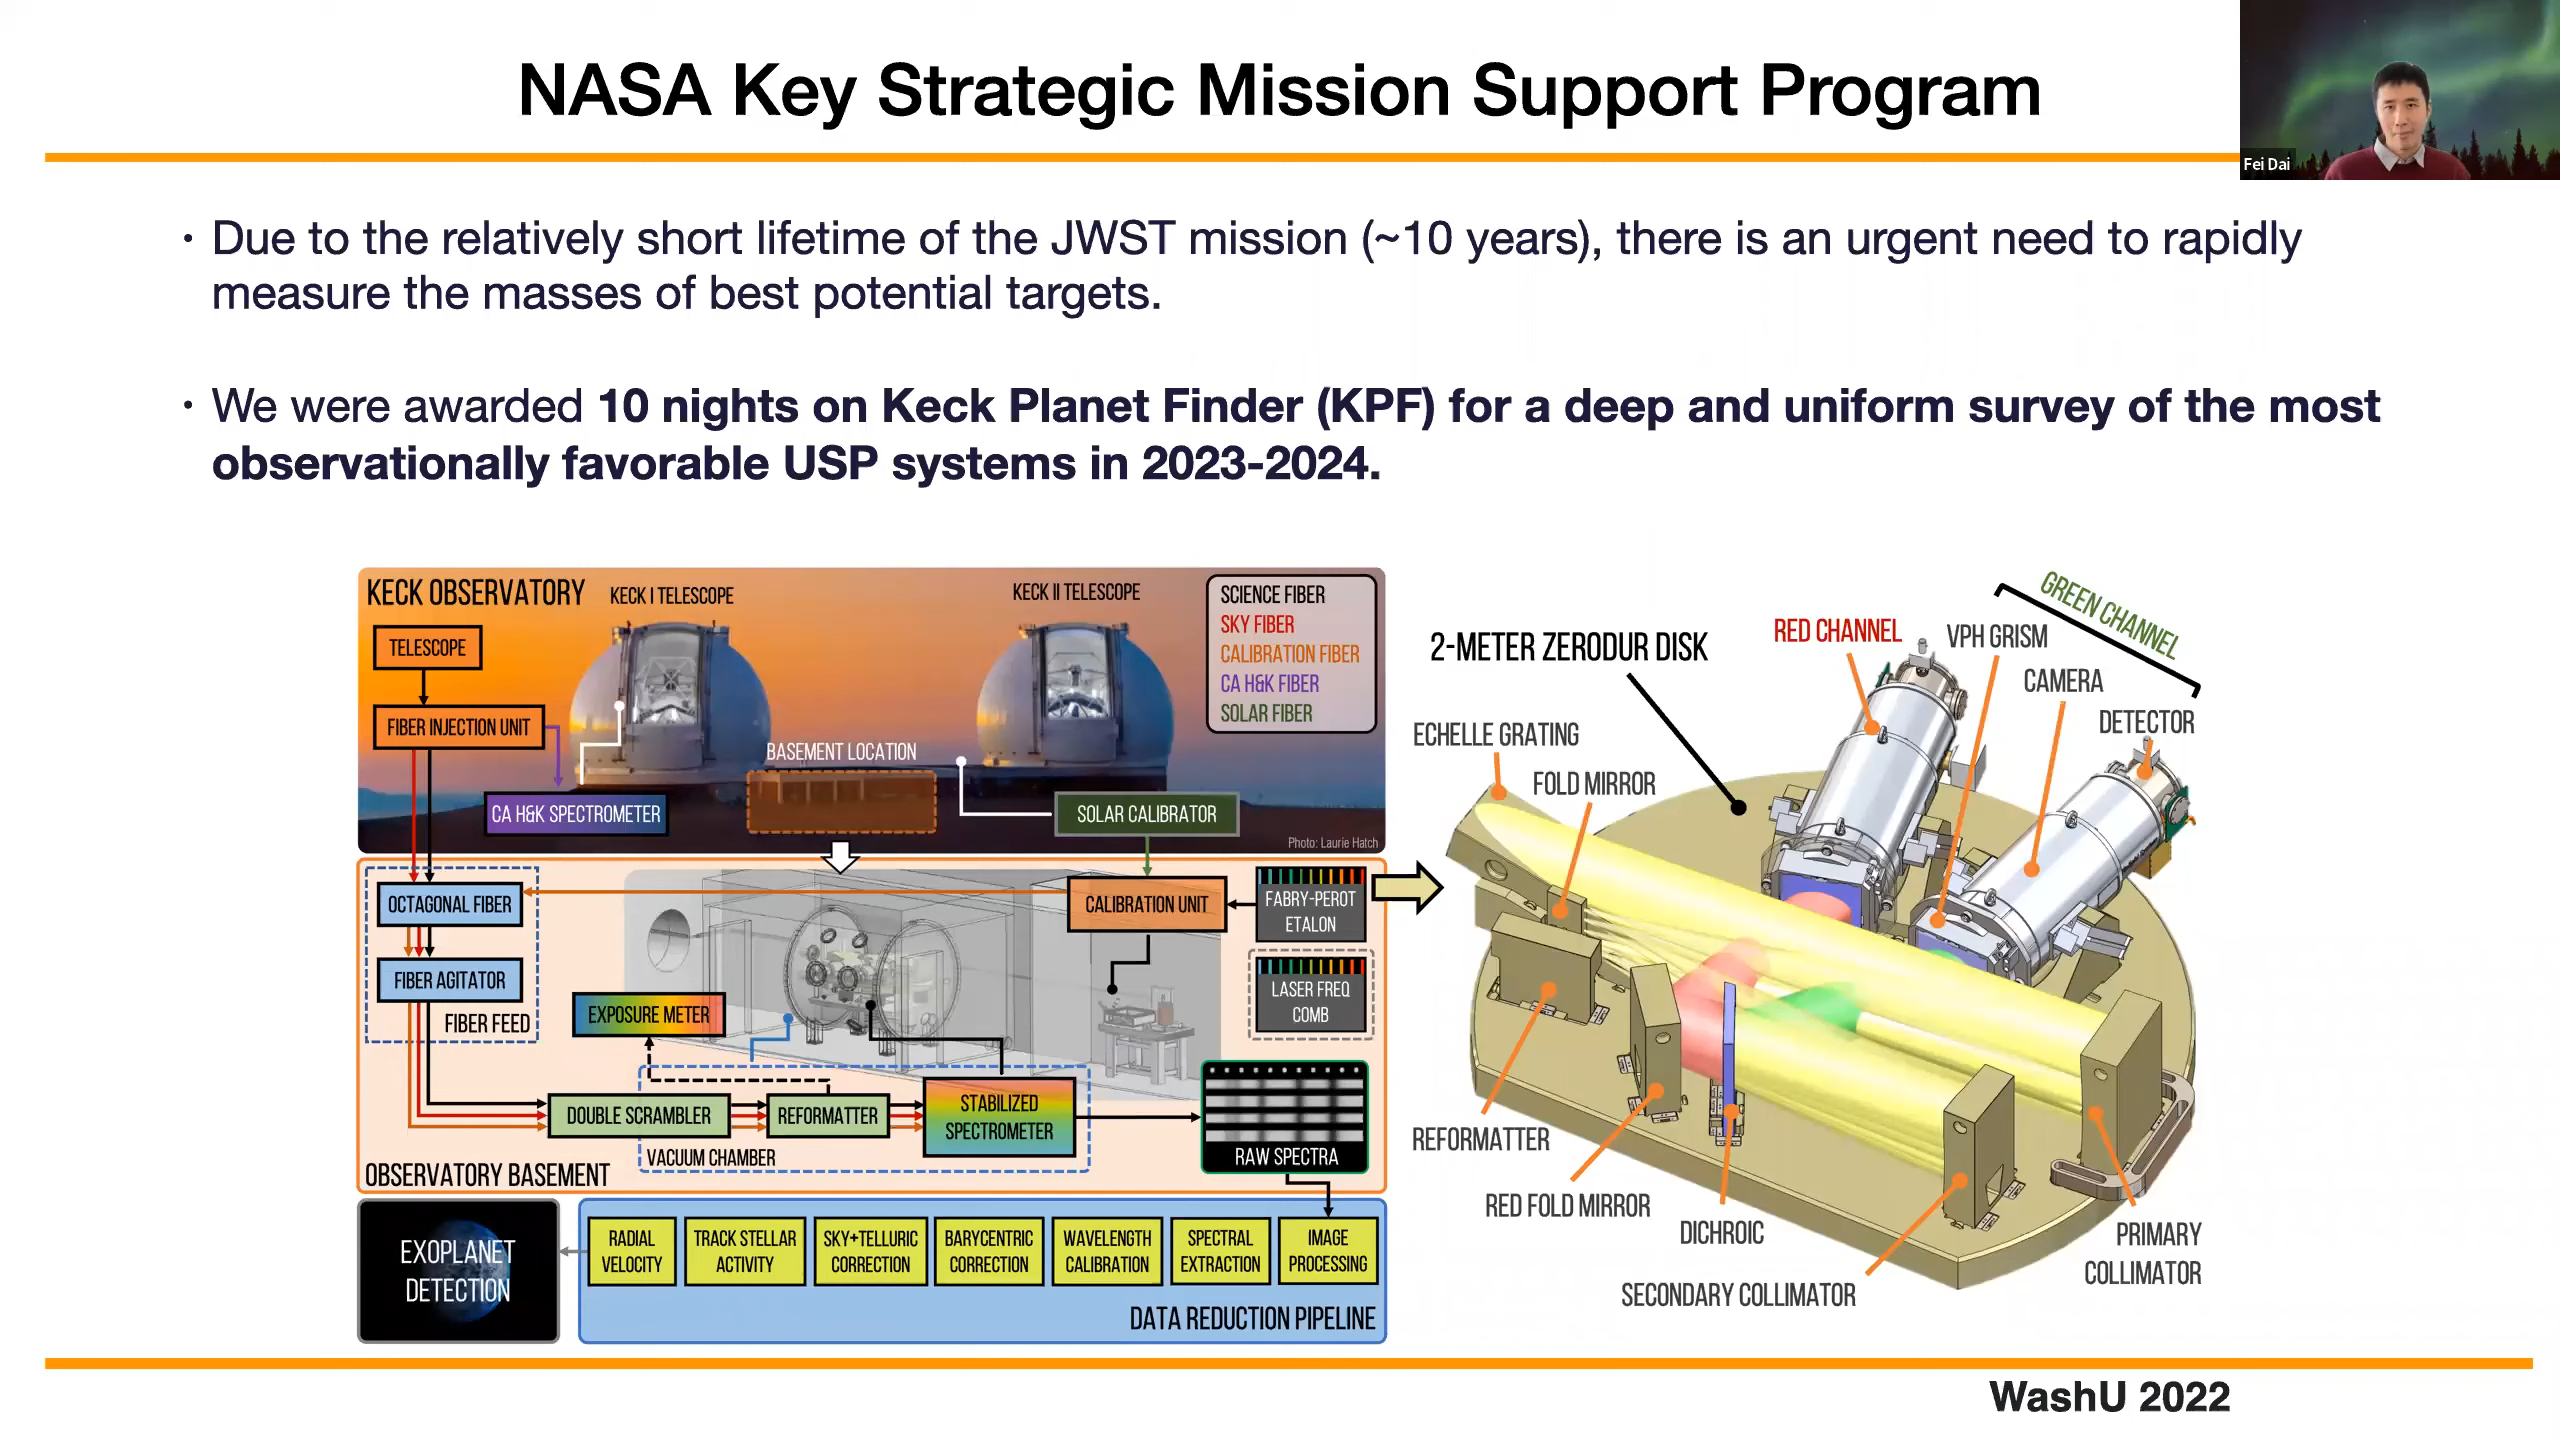 NASA Key Strategic Mission Support Program
Fei Dai
• Due to the relatively short lifetime of the JWST mission (~10 years), there is an urgent need to rapidly
measure the masses of best potential targets.
• We were awarded 10 nights on Keck Planet Finder (KPF) for a deep and uniform survey of the most
observationally favorable USP systems in 2023-2024.
KECK OBSERVATORY
KECK I TELESCOPE
KECK II TELESCOPE
SCIENCE FIBER
SKY FIBER
CALIBRATION FIBER
CA H&K FIBER
SOLAR FIBER
TELESCOPE
FIBER INJECTION UNIT
BASEMENT LOCATION
CA H&K SPECTROMETER
SOLAR CALIBRATOR
Photo: Laurie Hatch
OCTAGONAL FIBER
CALIBRATION UNIT
FABRY-PEROT
ETALON
FIBER AGITATOR
LASER FREQ
COMB
EXPOSURE METER
FIBER FEED
DOUBLE SCRAMBLER
REFORMATTER
STABILIZED
SPECTROMETER
VACUUM CHAMBER
RAW SPECTRA
OBSERVATORY BASEMENT
EXOPLANET
DETECTION
RADIAL
VELOCITY
TRACK STELLAR
ACTIVITY
SKY+TELLURIC
CORRECTION
BARYCENTRIC
CORRECTION
WAVELENGTH
CALIBRATION
SPECTRAL
EXTRACTION
IMAGE
PROCESSING
DATA REDUCTION PIPELINE
2-METER ZERODUR DISK
RED CHANNEL
GREEN CHANNEL
VPH GRISM
CAMERA
DETECTOR
ECHELLE GRATING
FOLD MIRROR
REFORMATTER
RED FOLD MIRROR
DICHROIC
SECONDARY COLLIMATOR
PRIMARY
COLLIMATOR
WashU 2022